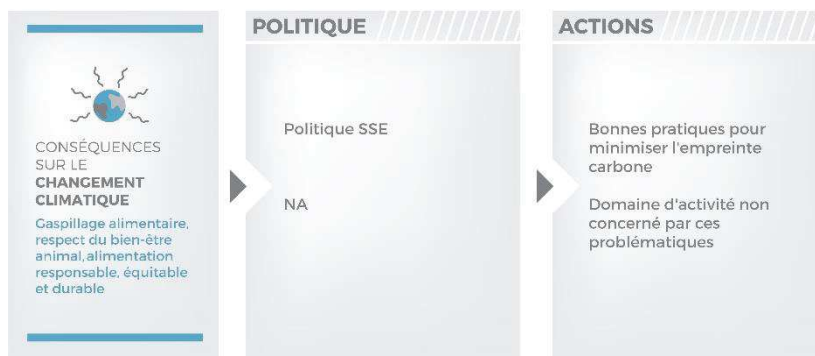 CONSÉQUENCES
SUR LE
CHANGEMENT
CLIMATIQUE
Gaspillage alimentaire,
respect du bien-être
animal, alimentation
responsable, équitable
et durable
POLITIQUE
Politique SSE
NA
ACTIONS
Bonnes pratiques pour
minimiser l'empreinte
carbone
Domaine d'activité non
concerné par ces
problématiques